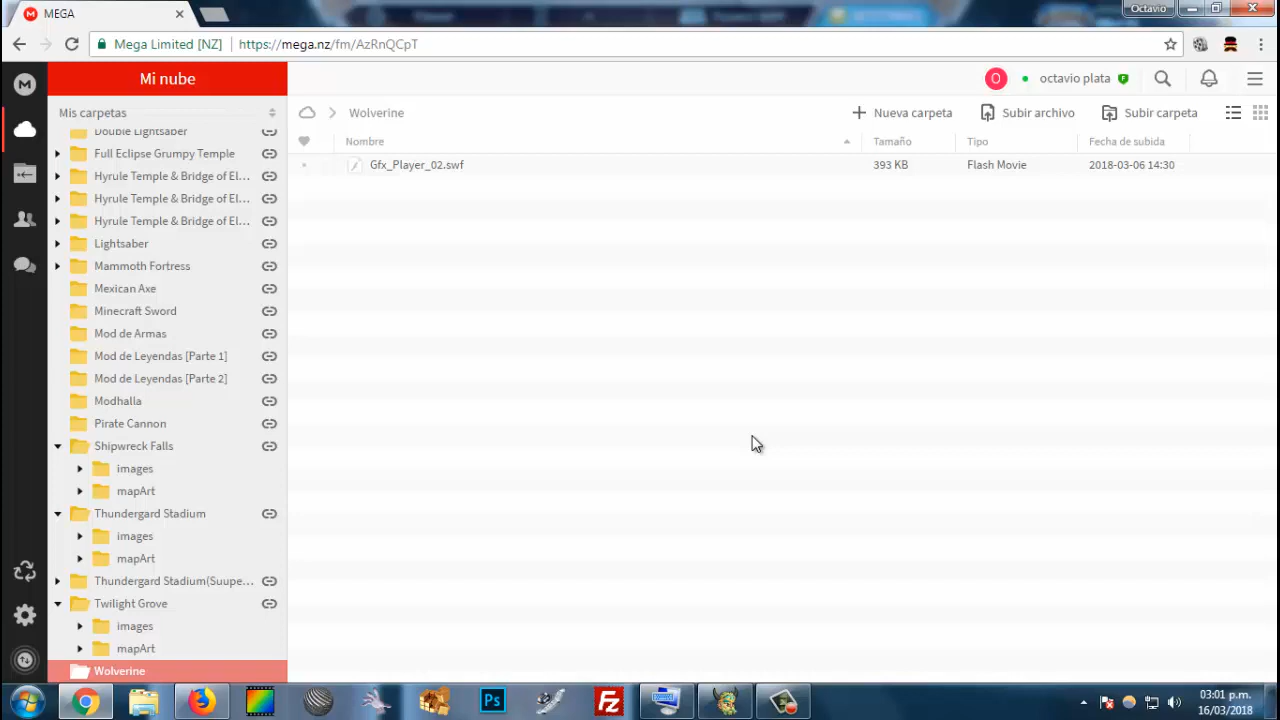 MEGA
Octavio
Mega Limited [NZ]
https://mega.nz/fm/AzRnQCpT
Mi nube
octavio plata
Mis carpetas
Wolverine
Nueva carpeta
Subir archivo
Subir carpeta
Nombre
Tamaño
Tipo
Fecha de subida
Gfx_Player_02.swf
393 KB
Flash Movie
2018-03-06 14:30
Double Lightsaber
Full Eclipse Grumpy Temple
Hyrule Temple & Bridge of El...
Hyrule Temple & Bridge of El...
Hyrule Temple & Bridge of El...
Lightsaber
Mammoth Fortress
Mexican Axe
Minecraft Sword
Mod de Armas
Mod de Leyendas [Parte 1]
Mod de Leyendas [Parte 2]
Modhalla
Pirate Cannon
Shipwreck Falls
images
mapArt
Thundergard Stadium
images
mapArt
Thundergard Stadium(Suupe...
Twilight Grove
images
mapArt
Wolverine
Ps
Fz
03:01 p.m.
16/03/2018